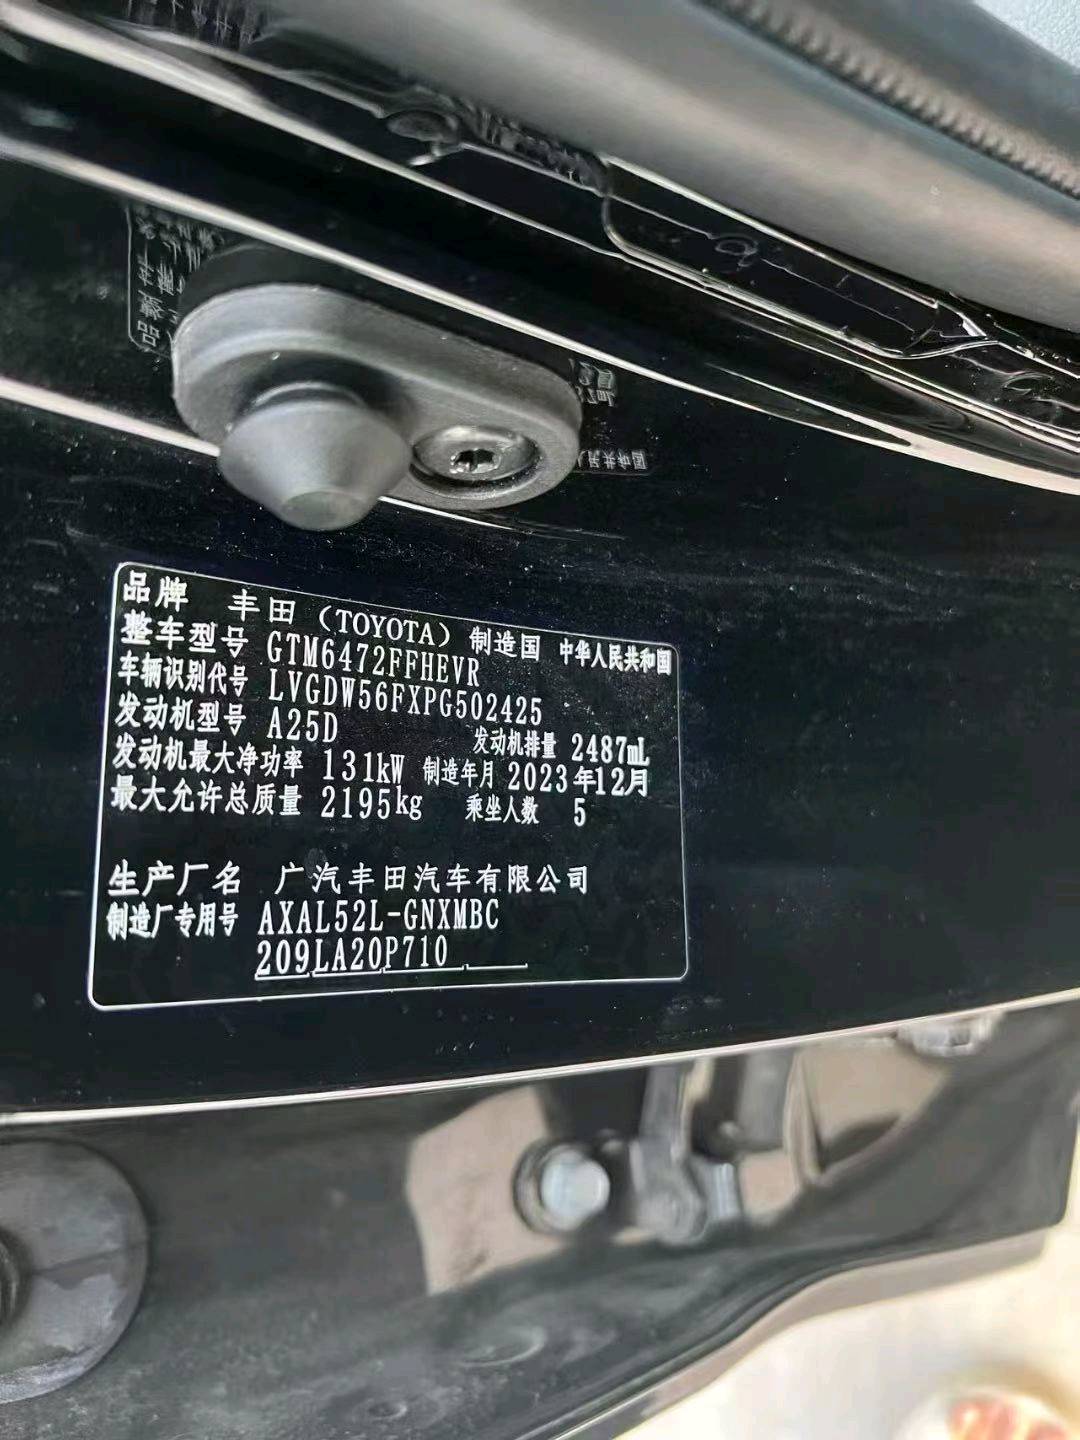 品牌 丰田（TOYOTA）制造国 中华人民共和国
整车型号 GTM6472FFHEVR
车辆识别代号 LVGDW56FXPG502425
发动机型号 A25D 发动机排量 2487mL
发动机最大净功率 131kW 制造年月 2023年12月
最大允许总质量 2195kg 乘坐人数 5
生产厂名 广汽丰田汽车有限公司
制造厂专用号 AXAL52L-GNXMBC
209LA20P710